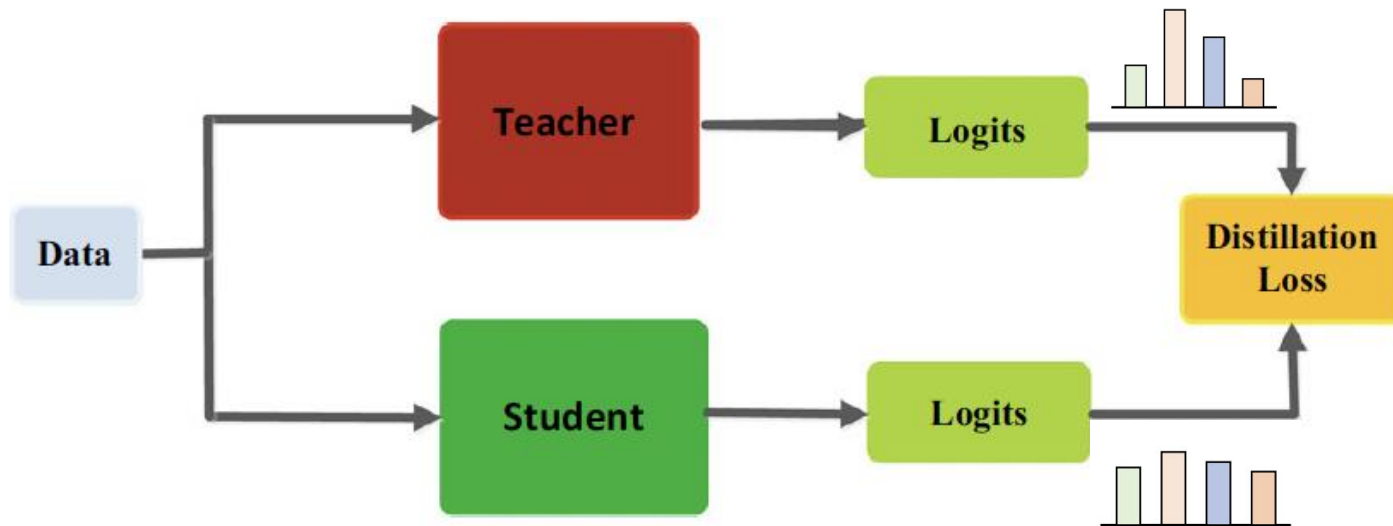 Teacher
Logits
Data
Distillation
Loss
Student
Logits